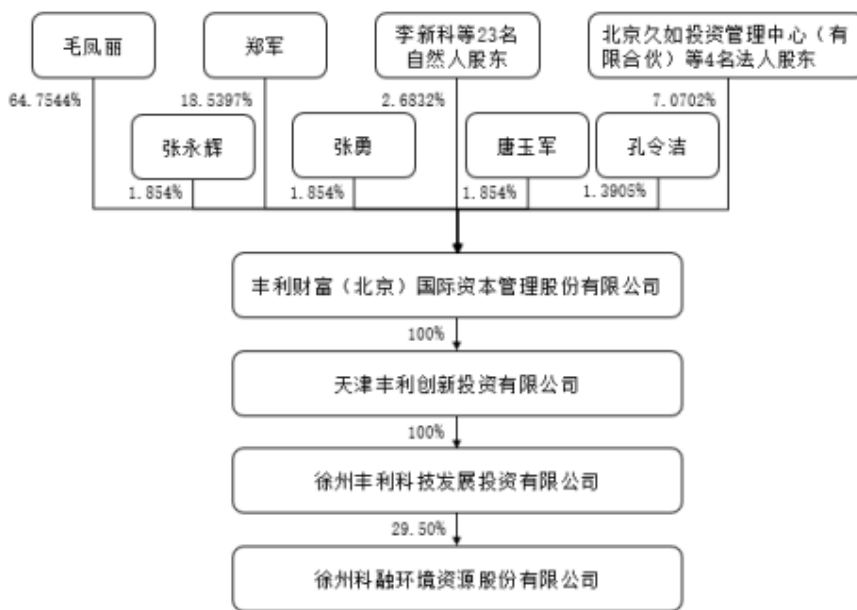 毛凤丽
郑军
李新科等23名
自然人股东
北京久如投资管理中心（有
限合伙）等4名法人股东
64.7544%
18.5397%
2.6832%
7.0702%
张永辉
张勇
唐玉军
孔令洁
1.854%
1.854%
1.854%
1.3905%
丰利财富（北京）国际资本管理股份有限公司
100%
天津丰利创新投资有限公司
100%
徐州丰利科技发展投资有限公司
29.50%
徐州科融环境资源股份有限公司